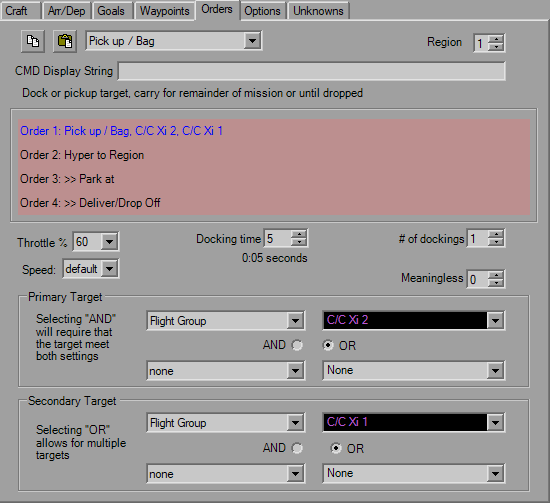 Craft Arr/Dep Goals Waypoints Orders Options Unknowns
Pick up / Bag Region 1
CMD Display String
Dock or pickup target, carry for remainder of mission or until dropped
Order 1: Pick up / Bag, C/C Xi 2, C/C Xi 1
Order 2: Hyper to Region
Order 3: >> Park at
Order 4: >> Deliver/Drop Off
Throttle % 60 Docking time 5 # of dockings 1
0:05 seconds
Speed: default Meaningless 0
Primary Target
Selecting "AND" Flight Group C/C Xi 2
will require that
the target meet AND OR
both settings
none None
Secondary Target
Flight Group C/C Xi 1
Selecting "OR"
allows for multiple AND OR
targets
none None